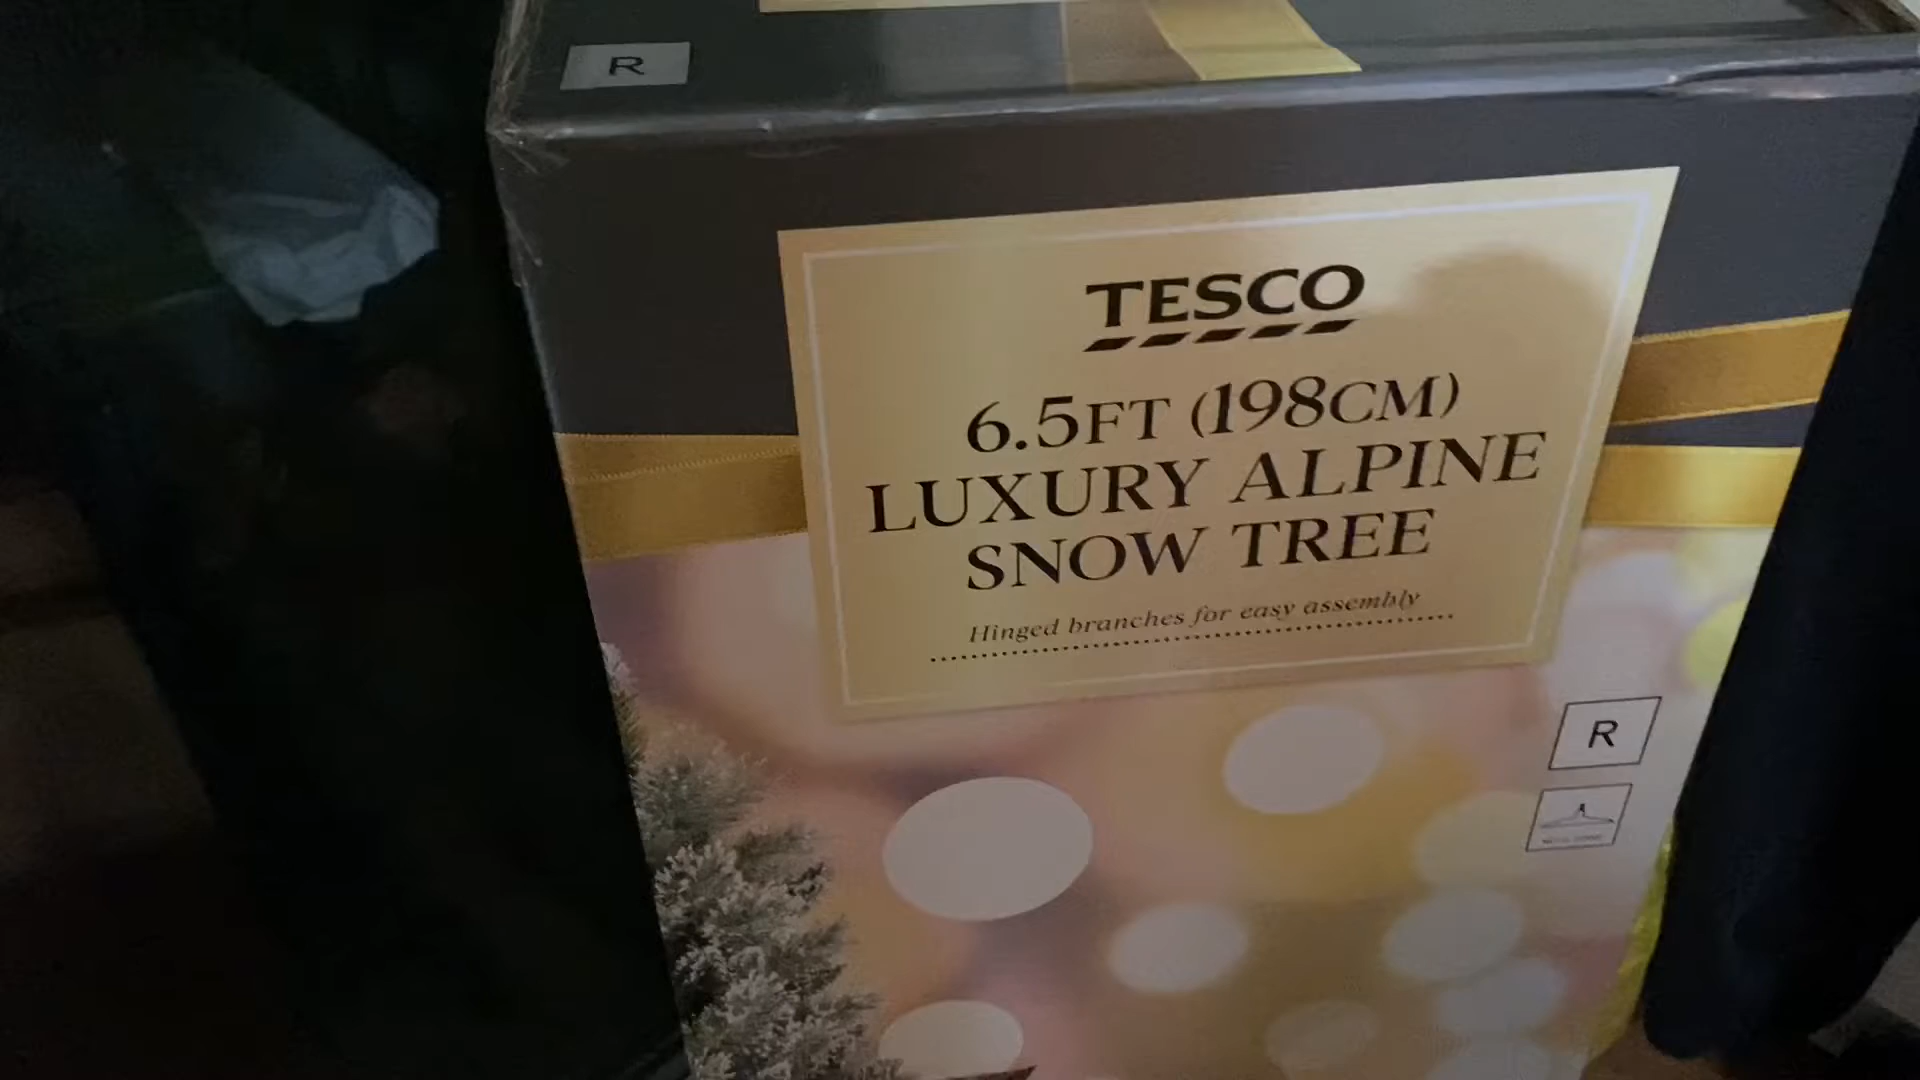 R
TESCO
6.5FT (198CM)
LUXURY ALPINE
SNOW TREE
Hinged branches for easy assembly
R